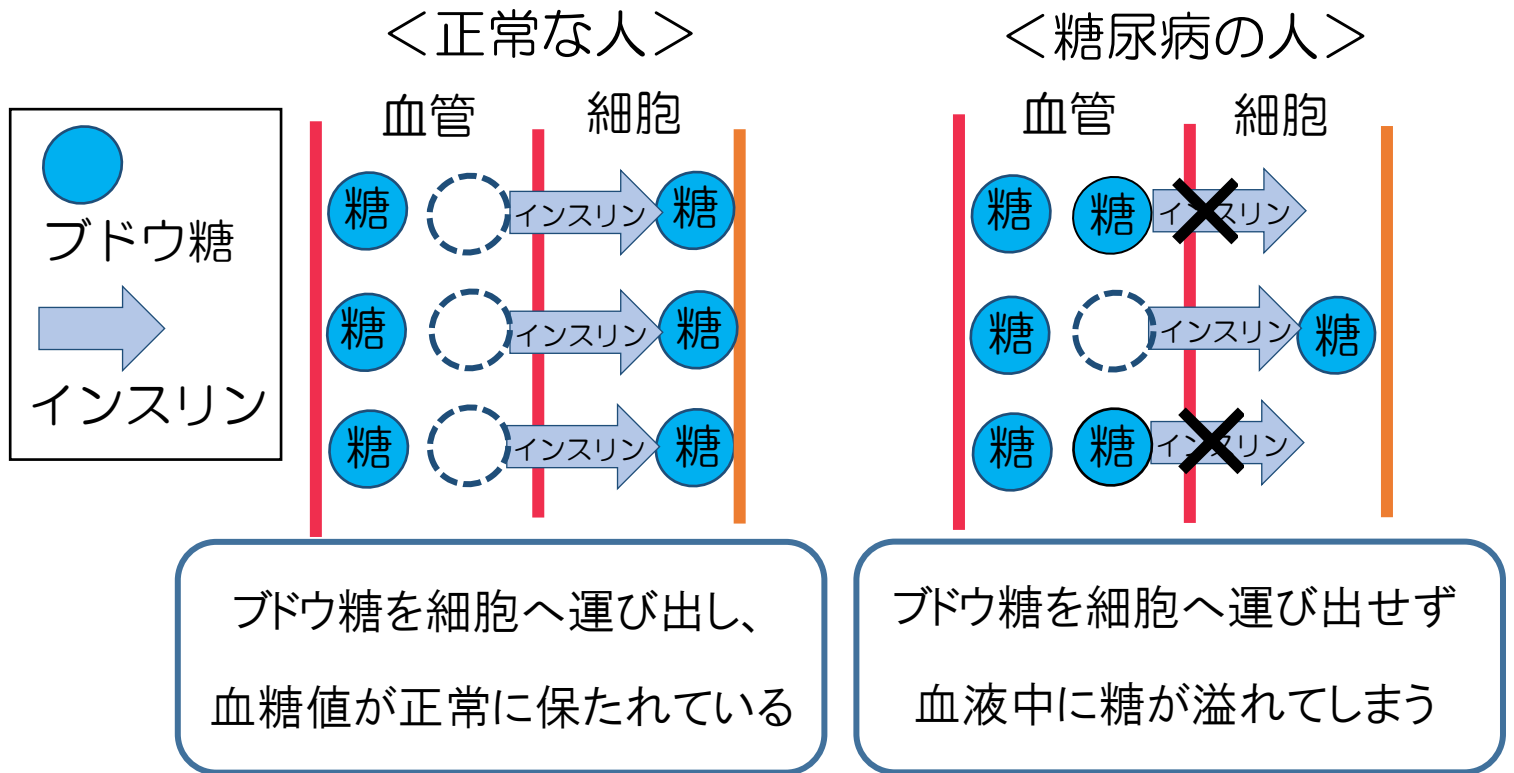 ＜正常な人＞
＜糖尿病の人＞
ブドウ糖
インスリン
血管 細胞
糖 インスリン 糖
糖 インスリン 糖
糖 インスリン 糖
血管 細胞
糖 糖 インスリン
糖 インスリン 糖
糖 糖 インスリン
ブドウ糖を細胞へ運び出し、
血糖値が正常に保たれている
ブドウ糖を細胞へ運び出せず
血液中に糖が溢れてしまう